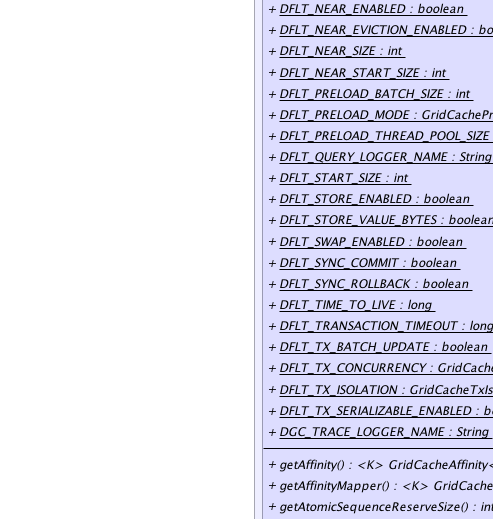 + DFLT_NEAR_ENABLED : boolean
+ DFLT_NEAR_EVICTION_ENABLED : bo
+ DFLT_NEAR_SIZE : int
+ DFLT_NEAR_START_SIZE : int
+ DFLT_PRELOAD_BATCH_SIZE : int
+ DFLT_PRELOAD_MODE : GridCachePr
+ DFLT_PRELOAD_THREAD_POOL_SIZE
+ DFLT_QUERY_LOGGER_NAME : String
+ DFLT_START_SIZE : int
+ DFLT_STORE_ENABLED : boolean
+ DFLT_STORE_VALUE_BYTES : boolean
+ DFLT_SWAP_ENABLED : boolean
+ DFLT_SYNC_COMMIT : boolean
+ DFLT_SYNC_ROLLBACK : boolean
+ DFLT_TIME_TO_LIVE : long
+ DFLT_TRANSACTION_TIMEOUT : long
+ DFLT_TX_BATCH_UPDATE : boolean
+ DFLT_TX_CONCURRENCY : GridCache
+ DFLT_TX_ISOLATION : GridCacheTxIs
+ DFLT_TX_SERIALIZABLE_ENABLED : b
+ DGC_TRACE_LOGGER_NAME : String
+ getAffinity() : <K> GridCacheAffinity<
+ getAffinityMapper() : <K> GridCache
+ getAtomicSequenceReserveSize() : int